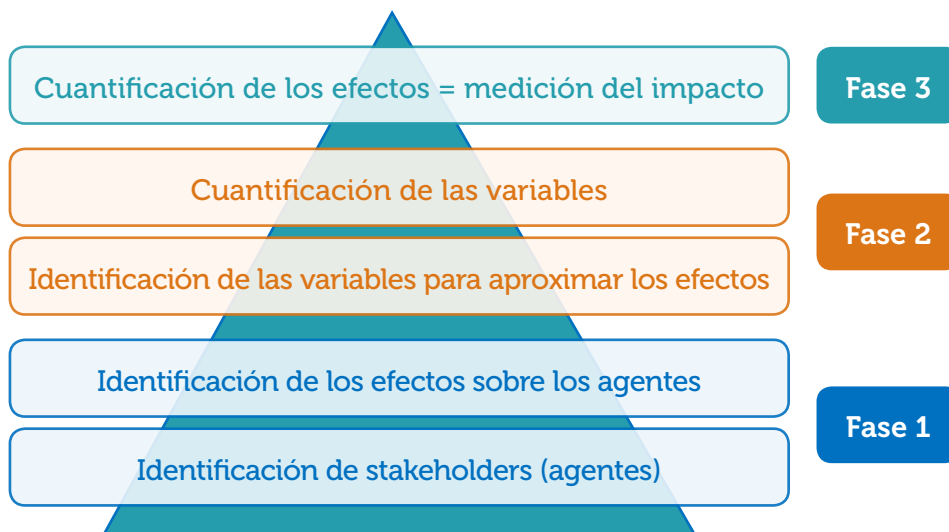 Cuantificación de los efectos = medición del impacto
Fase 3
Cuantificación de las variables
Fase 2
Identificación de las variables para aproximar los efectos
Identificación de los efectos sobre los agentes
Fase 1
Identificación de stakeholders (agentes)